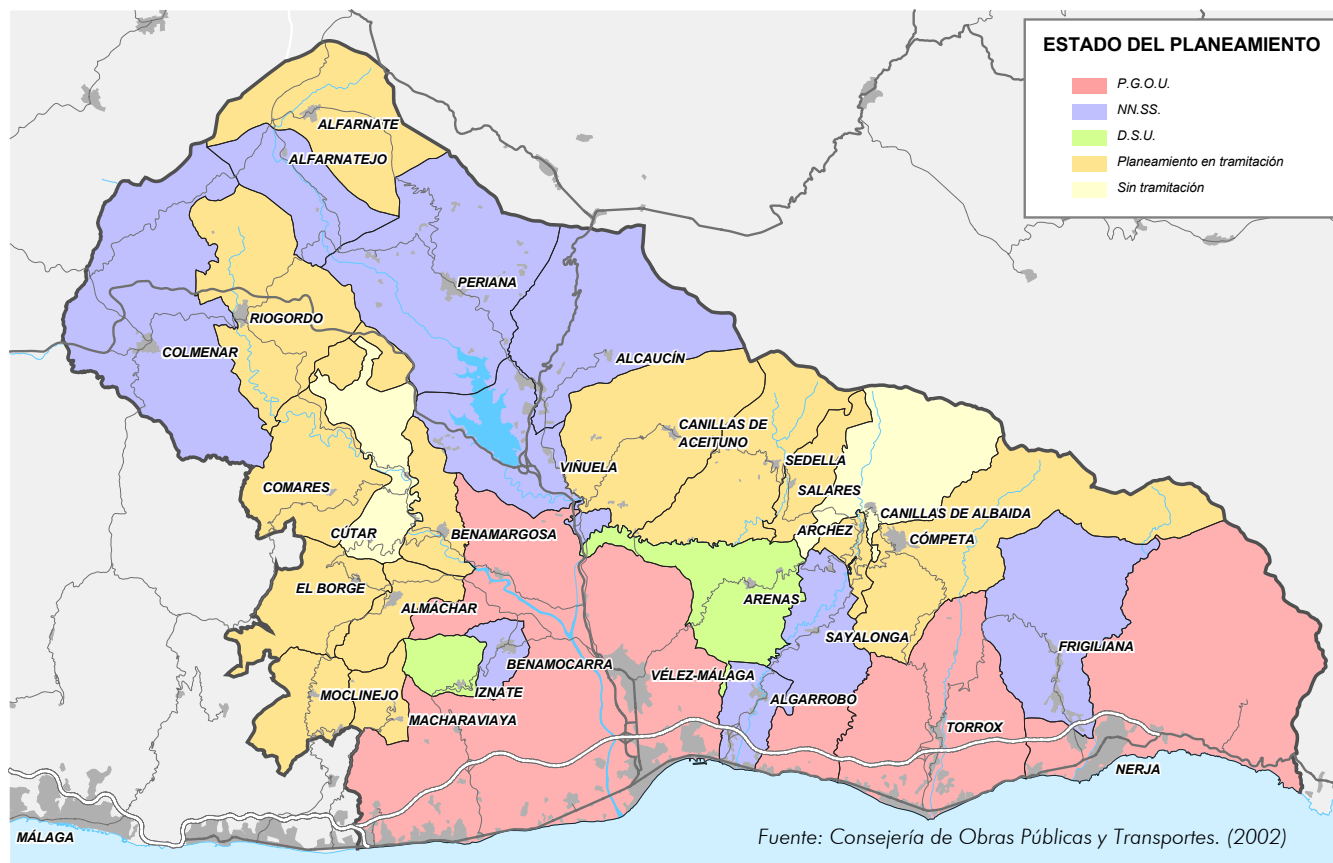 ESTADO DEL PLANEAMIENTO
P.G.O.U.
NN.SS.
D.S.U.
Planeamiento en tramitación
Sin tramitación
ALFARNATE
ALFARNATEJO
PERIANA
RIOGORDO
COLMENAR
ALCAUCÍN
CANILLAS DE
ACEITUNO
VIÑUELA
SEDELLA
COMARES
SALARES
CANILLAS DE ALBAIDA
CÚTAR
BENAMARGOSA
ARCHEZ
CÓMPETA
EL BORGE
ALMACHAR
ARENAS
SAYALONGA
FRIGILIANA
BENAMOCARRA
VÉLEZ-MÁLAGA
MOCLINEJO
IZNATE
ALGARROBO
MACHARAVIAYA
TORROX
NERJA
MÁLAGA
Fuente: Consejería de Obras Públicas y Transportes. (2002)